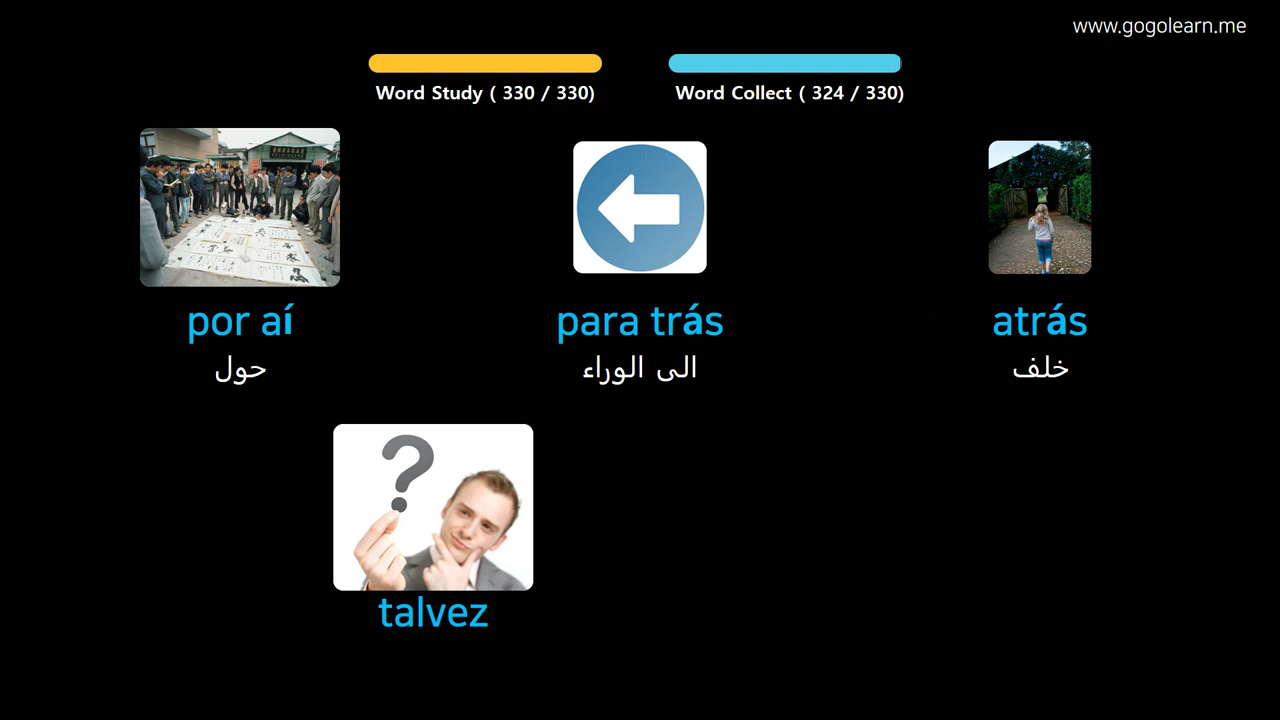 www.gogolearn.me
Word Study ( 330 / 330)
Word Collect ( 324 / 330)
por aí
para trás
atrás
حول
الى الوراء
خلف
?
talvez